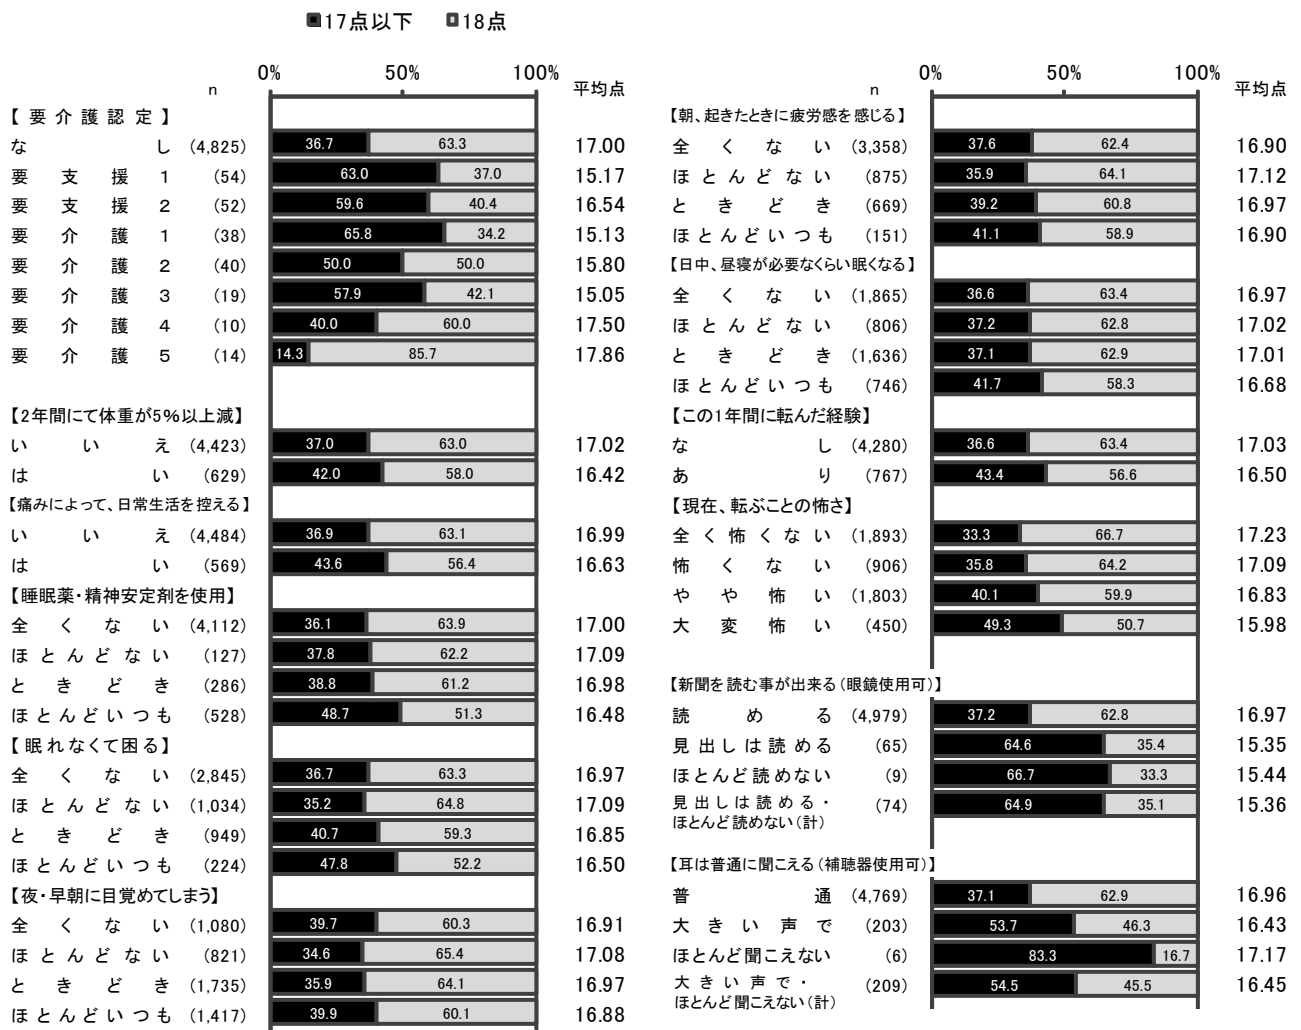 ■17点以下 □18点
0% 50% 100%
n 平均点
【要介護認定】
なし (4,825) 36.7 63.3 17.00
要支援1 (54) 63.0 37.0 15.17
要支援2 (52) 59.6 40.4 16.54
要介護1 (38) 65.8 34.2 15.13
要介護2 (40) 50.0 50.0 15.80
要介護3 (19) 57.9 42.1 15.05
要介護4 (10) 40.0 60.0 17.50
要介護5 (14) 14.3 85.7 17.86
【2年間にて体重が5%以上減】
いいえ (4,423) 37.0 63.0 17.02
はい (629) 42.0 58.0 16.42
【痛みによって、日常生活を控える】
いいえ (4,484) 36.9 63.1 16.99
はい (569) 43.6 56.4 16.63
【睡眠薬・精神安定剤を使用】
全くない (4,112) 36.1 63.9 17.00
ほとんどない (127) 37.8 62.2 17.09
ときどき (286) 38.8 61.2 16.98
ほとんどいつも (528) 48.7 51.3 16.48
【眠れなくて困る】
全くない (2,845) 36.7 63.3 16.97
ほとんどない (1,034) 35.2 64.8 17.09
ときどき (949) 40.7 59.3 16.85
ほとんどいつも (224) 47.8 52.2 16.50
【夜・早朝に目覚めてしまう】
全くない (1,080) 39.7 60.3 16.91
ほとんどない (821) 34.6 65.4 17.08
ときどき (1,735) 35.9 64.1 16.97
ほとんどいつも (1,417) 39.9 60.1 16.88
0% 50% 100%
n 平均点
【朝、起きたときに疲労感を感じる】
全くない (3,358) 37.6 62.4 16.90
ほとんどない (875) 35.9 64.1 17.12
ときどき (669) 39.2 60.8 16.97
ほとんどいつも (151) 41.1 58.9 16.90
【日中、昼寝が必要なくらい眠くなる】
全くない (1,865) 36.6 63.4 16.97
ほとんどない (806) 37.2 62.8 17.02
ときどき (1,636) 37.1 62.9 17.01
ほとんどいつも (746) 41.7 58.3 16.68
【この1年間に転んだ経験】
なし (4,280) 36.6 63.4 17.03
あり (767) 43.4 56.6 16.50
【現在、転ぶことの怖さ】
全く怖くない (1,893) 33.3 66.7 17.23
怖くない (906) 35.8 64.2 17.09
やや怖い (1,803) 40.1 59.9 16.83
大変怖い (450) 49.3 50.7 15.98
【新聞を読む事が出来る(眼鏡使用可)】
読める (4,979) 37.2 62.8 16.97
見出しは読める (65) 64.6 35.4 15.35
ほとんど読めない (9) 66.7 33.3 15.44
見出しは読める・
ほとんど読めない(計) (74) 64.9 35.1 15.36
【耳は普通に聞こえる(補聴器使用可)】
普通 (4,769) 37.1 62.9 16.96
大きい声で (203) 53.7 46.3 16.43
ほとんど聞こえない (6) 83.3 16.7 17.17
大きい声で・
ほとんど聞こえない(計) (209) 54.5 45.5 16.45